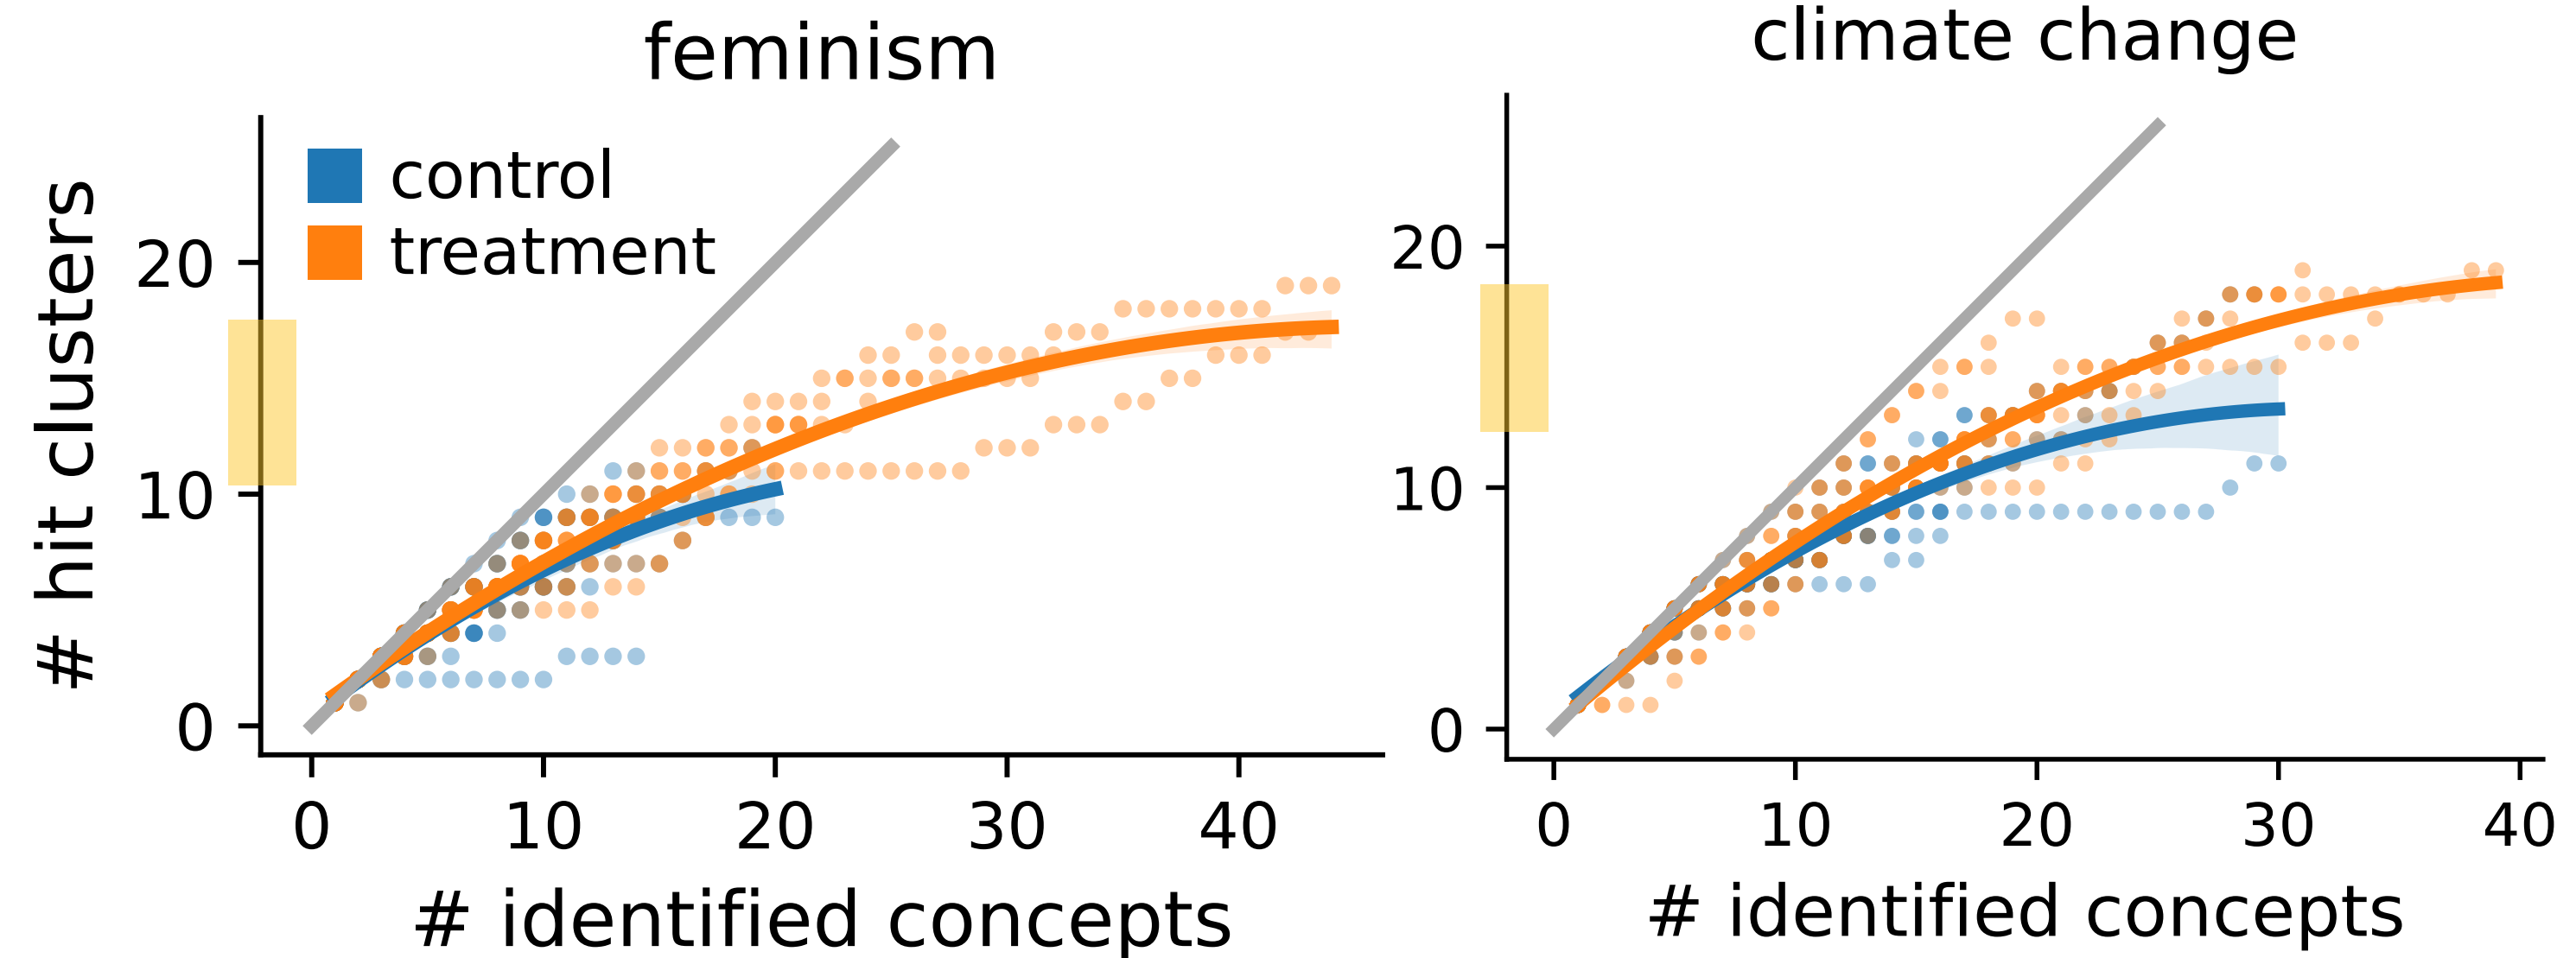 feminism
# hit clusters
control
treatment
20
10
0
0 10 20 30 40
# identified concepts
climate change
20
10
0
0 10 20 30 40
# identified concepts